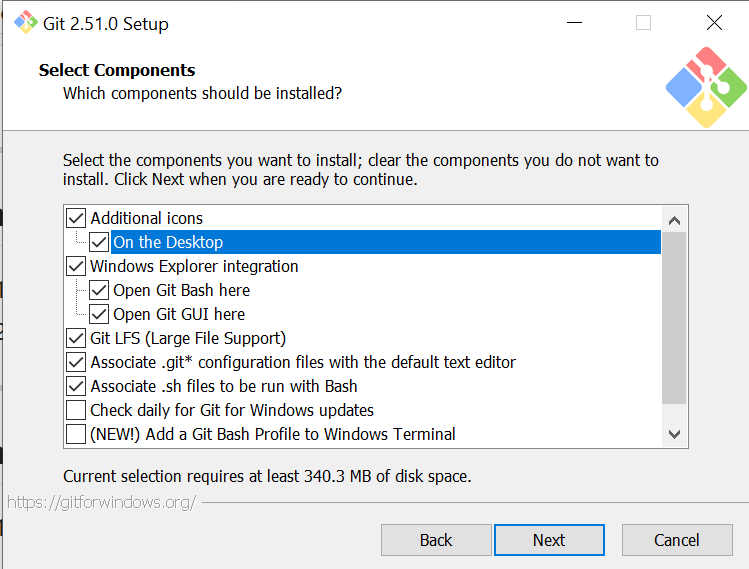 Git 2.51.0 Setup
Select Components
Which components should be installed?
Select the components you want to install; clear the components you do not want to
install. Click Next when you are ready to continue.
Additional icons
On the Desktop
Windows Explorer integration
Open Git Bash here
Open Git GUI here
Git LFS (Large File Support)
Associate .git* configuration files with the default text editor
Associate .sh files to be run with Bash
Check daily for Git for Windows updates
(NEW!) Add a Git Bash Profile to Windows Terminal
Current selection requires at least 340.3 MB of disk space.
https://gitforwindows.org/
Back Next Cancel